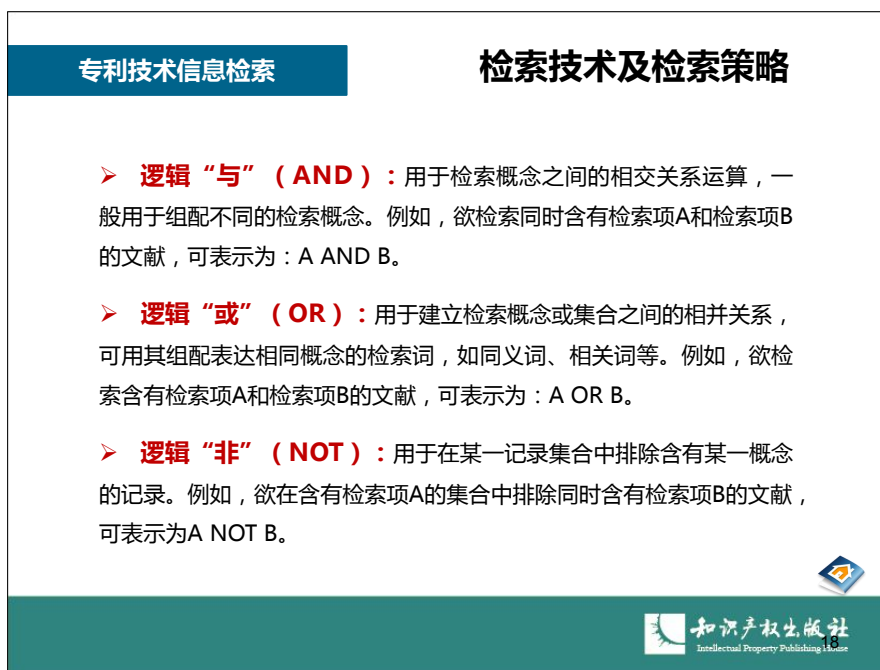 专利技术信息检索
检索技术及检索策略
➢ 逻辑“与”（AND）：用于检索概念之间的相交关系运算，一
般用于组配不同的检索概念。例如，欲检索同时含有检索项A和检索项B
的文献，可表示为：A AND B。
➢ 逻辑“或”（OR）：用于建立检索概念或集合之间的相并关系，
可用其组配表达相同概念的检索词，如同义词、相关词等。例如，欲检
索含有检索项A和检索项B的文献，可表示为：A OR B。
➢ 逻辑“非”（NOT）：用于在某一记录集合中排除含有某一概念
的记录。例如，欲在含有检索项A的集合中排除同时含有检索项B的文献，
可表示为A NOT B。
知识产权出版社
Intellectual Property Publishing House
18